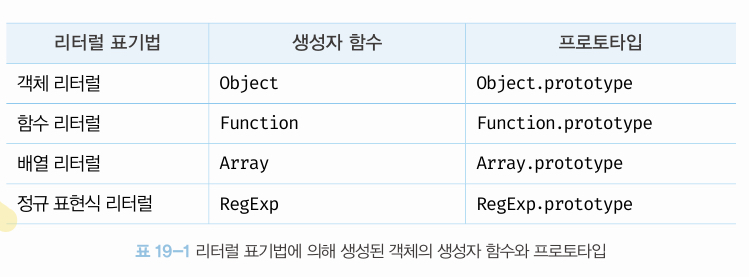 리터럴 표기법 생성자 함수 프로토타입
객체 리터럴 Object Object.prototype
함수 리터럴 Function Function.prototype
배열 리터럴 Array Array.prototype
정규 표현식 리터럴 RegExp RegExp.prototype
표 19-1 리터럴 표기법에 의해 생성된 객체의 생성자 함수와 프로토타입